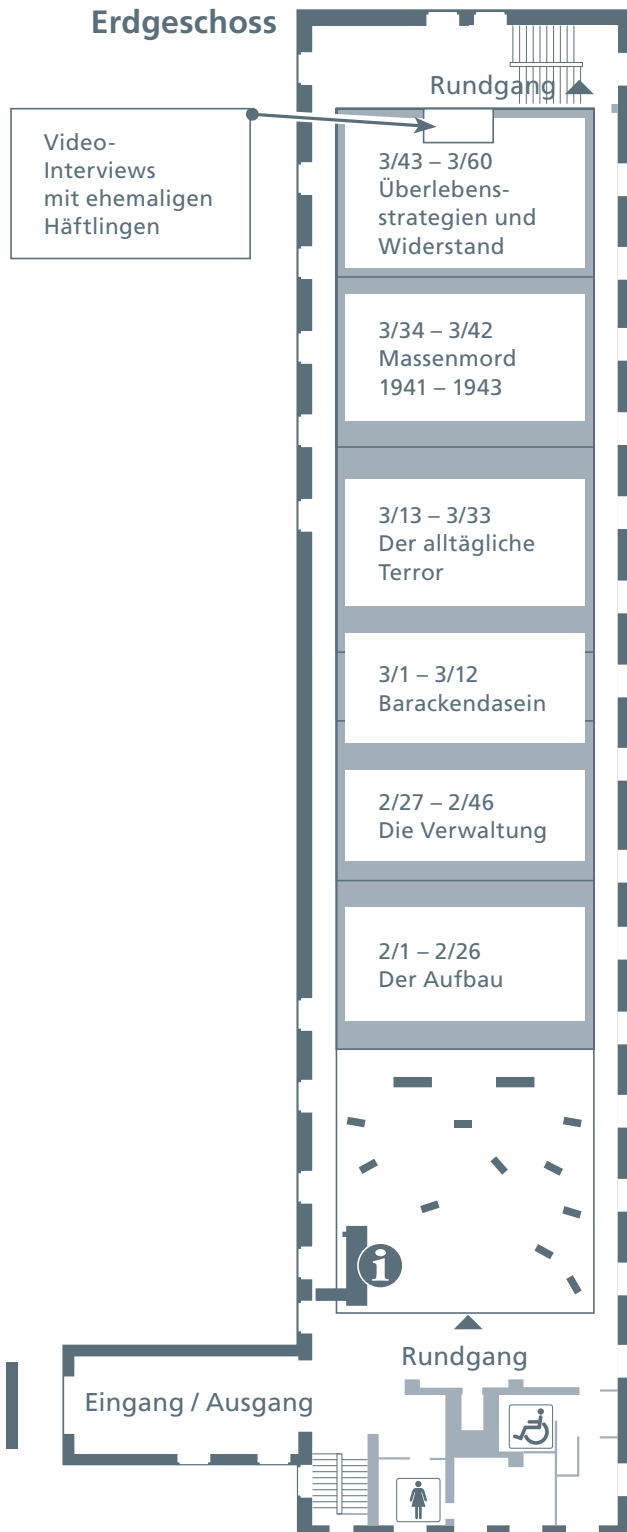 Erdgeschoss
Rundgang
Video-
Interviews
mit ehemaligen
Häftlingen
3/43 – 3/60
Überlebens-
strategien und
Widerstand
3/34 – 3/42
Massenmord
1941 – 1943
3/13 – 3/33
Der alltägliche
Terror
3/1 – 3/12
Barackendasein
2/27 – 2/46
Die Verwaltung
2/1 – 2/26
Der Aufbau
i
Rundgang
Eingang / Ausgang